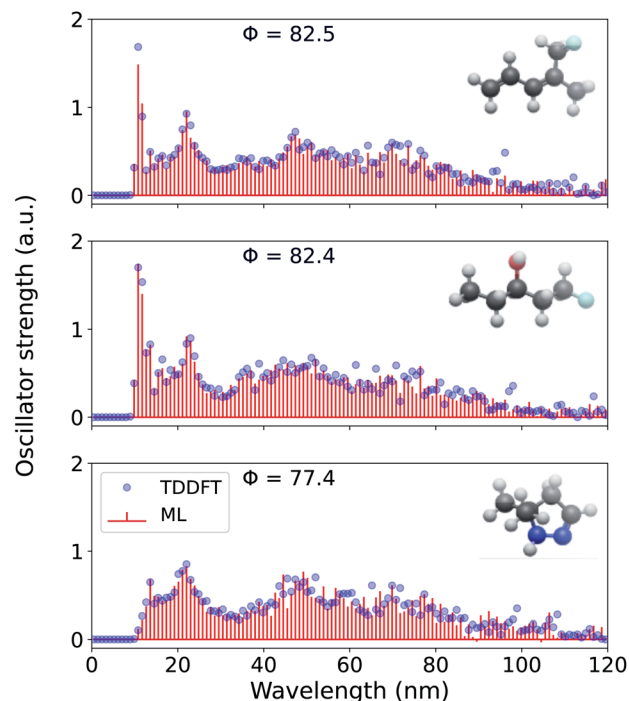 2
Φ = 82.5
1
0
2
Φ = 82.4
1
0
Oscillator strength (a.u.)
2
Φ = 77.4
TDDFT
ML
1
0
0 20 40 60 80 100 120
Wavelength (nm)